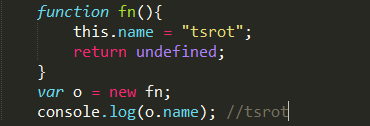 function fn(){
    this.name = "tsrot";
    return undefined;
}
var o = new fn;
console.log(o.name); //tsrot